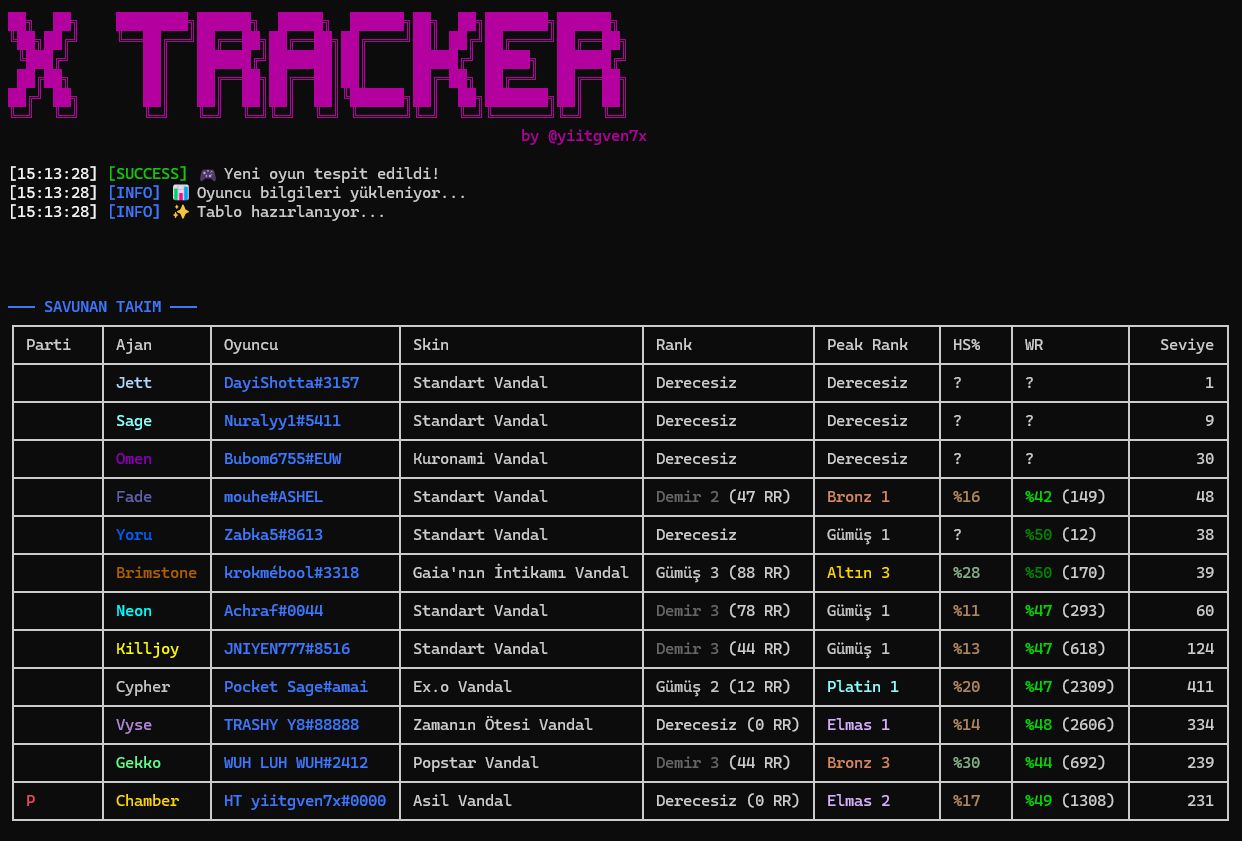 X TRACKER
by @yiitgven7x
[15:13:28] [SUCCESS] 🎮 Yeni oyun tespit edildi!
[15:13:28] [INFO] 📊 Oyuncu bilgileri yükleniyor...
[15:13:28] [INFO] ✨ Tablo hazırlanıyor...
─── SAVUNAN TAKIM ───
Parti Ajan Oyuncu Skin Rank Peak Rank HS% WR Seviye
Jett DayiShotta#3157 Standart Vandal Derecesiz Derecesiz ? ? 1
Sage Nuralyy1#5411 Standart Vandal Derecesiz Derecesiz ? ? 9
Omen Bubom6755#EUW Kuronami Vandal Derecesiz Derecesiz ? ? 30
Fade mouhe#ASHEL Standart Vandal Demir 2 (47 RR) Bronz 1 %16 %42 (149) 48
Yoru Zabka5#8613 Standart Vandal Derecesiz Gümüş 1 ? %50 (12) 38
Brimstone krokmébool#3318 Gaia'nın İntikamı Vandal Gümüş 3 (88 RR) Altın 3 %28 %50 (170) 39
Neon Achraf#0044 Standart Vandal Demir 3 (78 RR) Gümüş 1 %11 %47 (293) 60
Killjoy JNIYEN777#8516 Standart Vandal Demir 3 (44 RR) Gümüş 1 %13 %47 (618) 124
Cypher Pocket Sage#amai Ex.o Vandal Gümüş 2 (12 RR) Platin 1 %20 %47 (2309) 411
Vyse TRASHY Y8#88888 Zamanın Ötesi Vandal Derecesiz (0 RR) Elmas 1 %14 %48 (2606) 334
Gekko WUH LUH WUH#2412 Popstar Vandal Demir 3 (44 RR) Bronz 3 %30 %44 (692) 239
P Chamber HT yiitgven7x#0000 Asil Vandal Derecesiz (0 RR) Elmas 2 %17 %49 (1308) 231